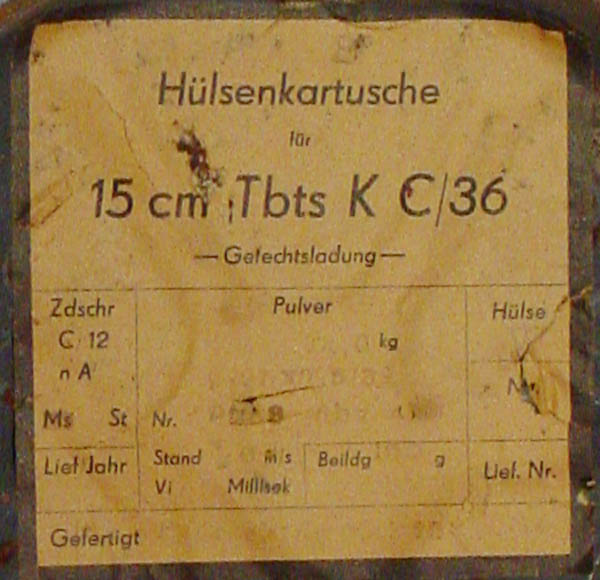 Hülsenkartusche
für
15 cm Tbts K C/36
— Gefechtsladung —
Zdschr
C/12
n A
Ms St
Pulver
kg
Nr.
Hülse
Nr.
Lief Jahr
Stand m/s
Vi Millisek
Beildg g
Lief. Nr.
Gefertigt